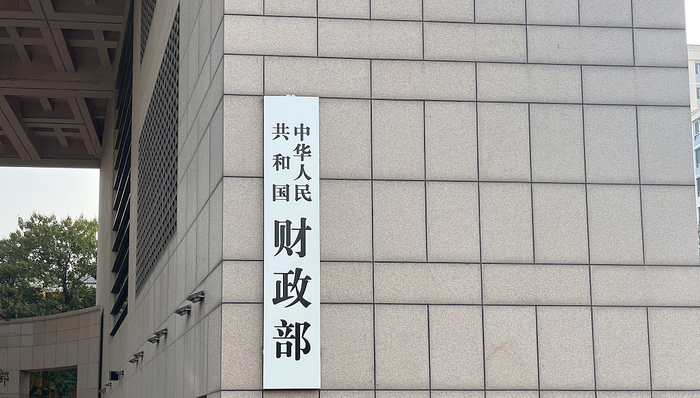 中华人民
共和国
财政部